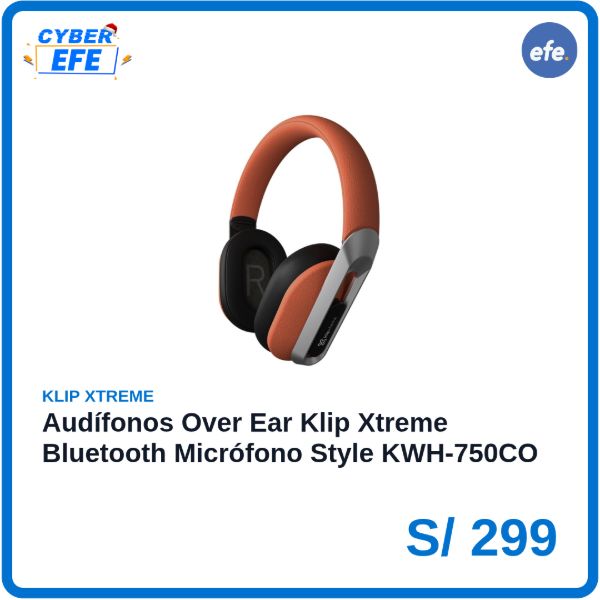 CYBER
EFE
efe.
R
KLIP XTREME
Audífonos Over Ear Klip Xtreme
Bluetooth Micrófono Style KWH-750CO
S/ 299